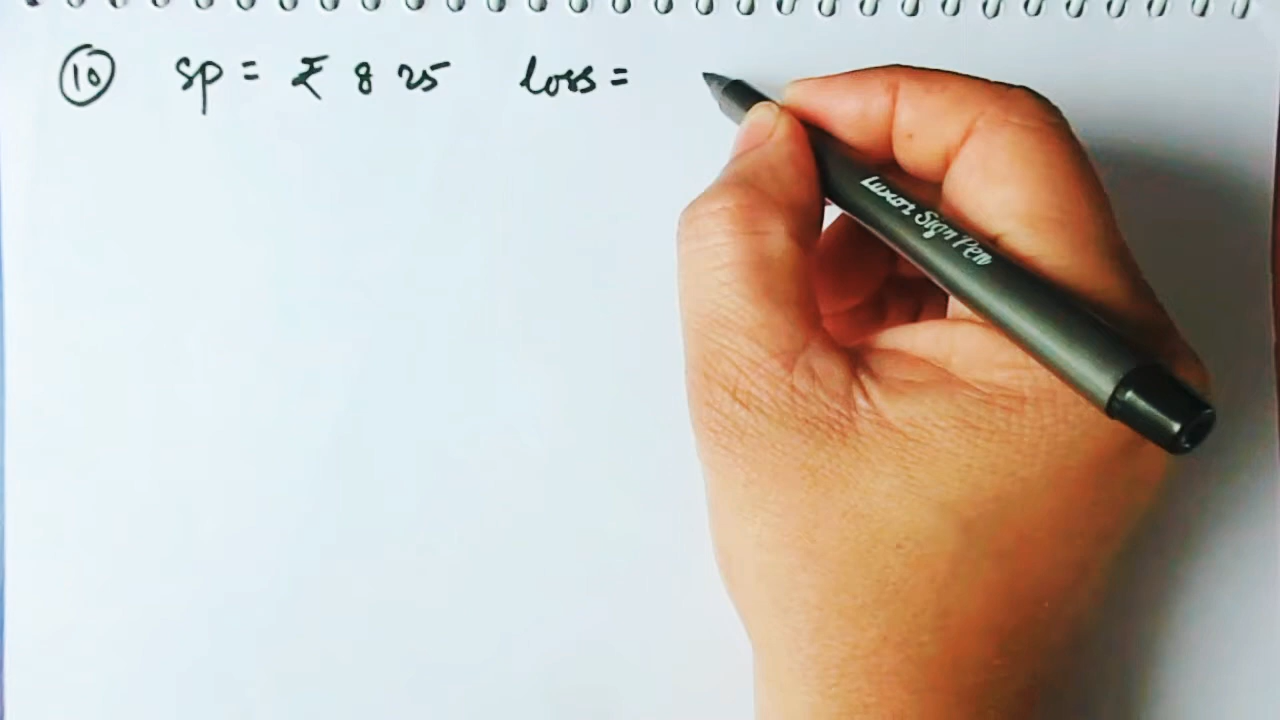 10 SP = ₹ 825 loss =
Luxor Sign Pen